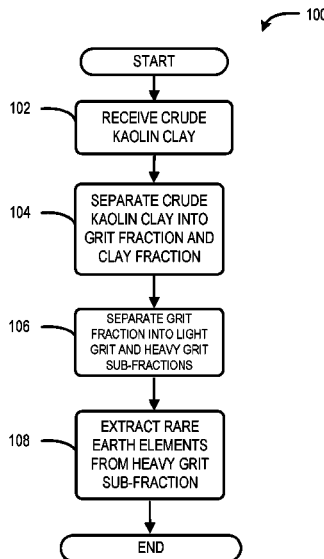 100
START
102
RECEIVE CRUDE
KAOLIN CLAY
104
SEPARATE CRUDE
KAOLIN CLAY INTO
GRIT FRACTION AND
CLAY FRACTION
106
SEPARATE GRIT
FRACTION INTO LIGHT
GRIT AND HEAVY GRIT
SUB-FRACTIONS
108
EXTRACT RARE
EARTH ELEMENTS
FROM HEAVY GRIT
SUB-FRACTION
END